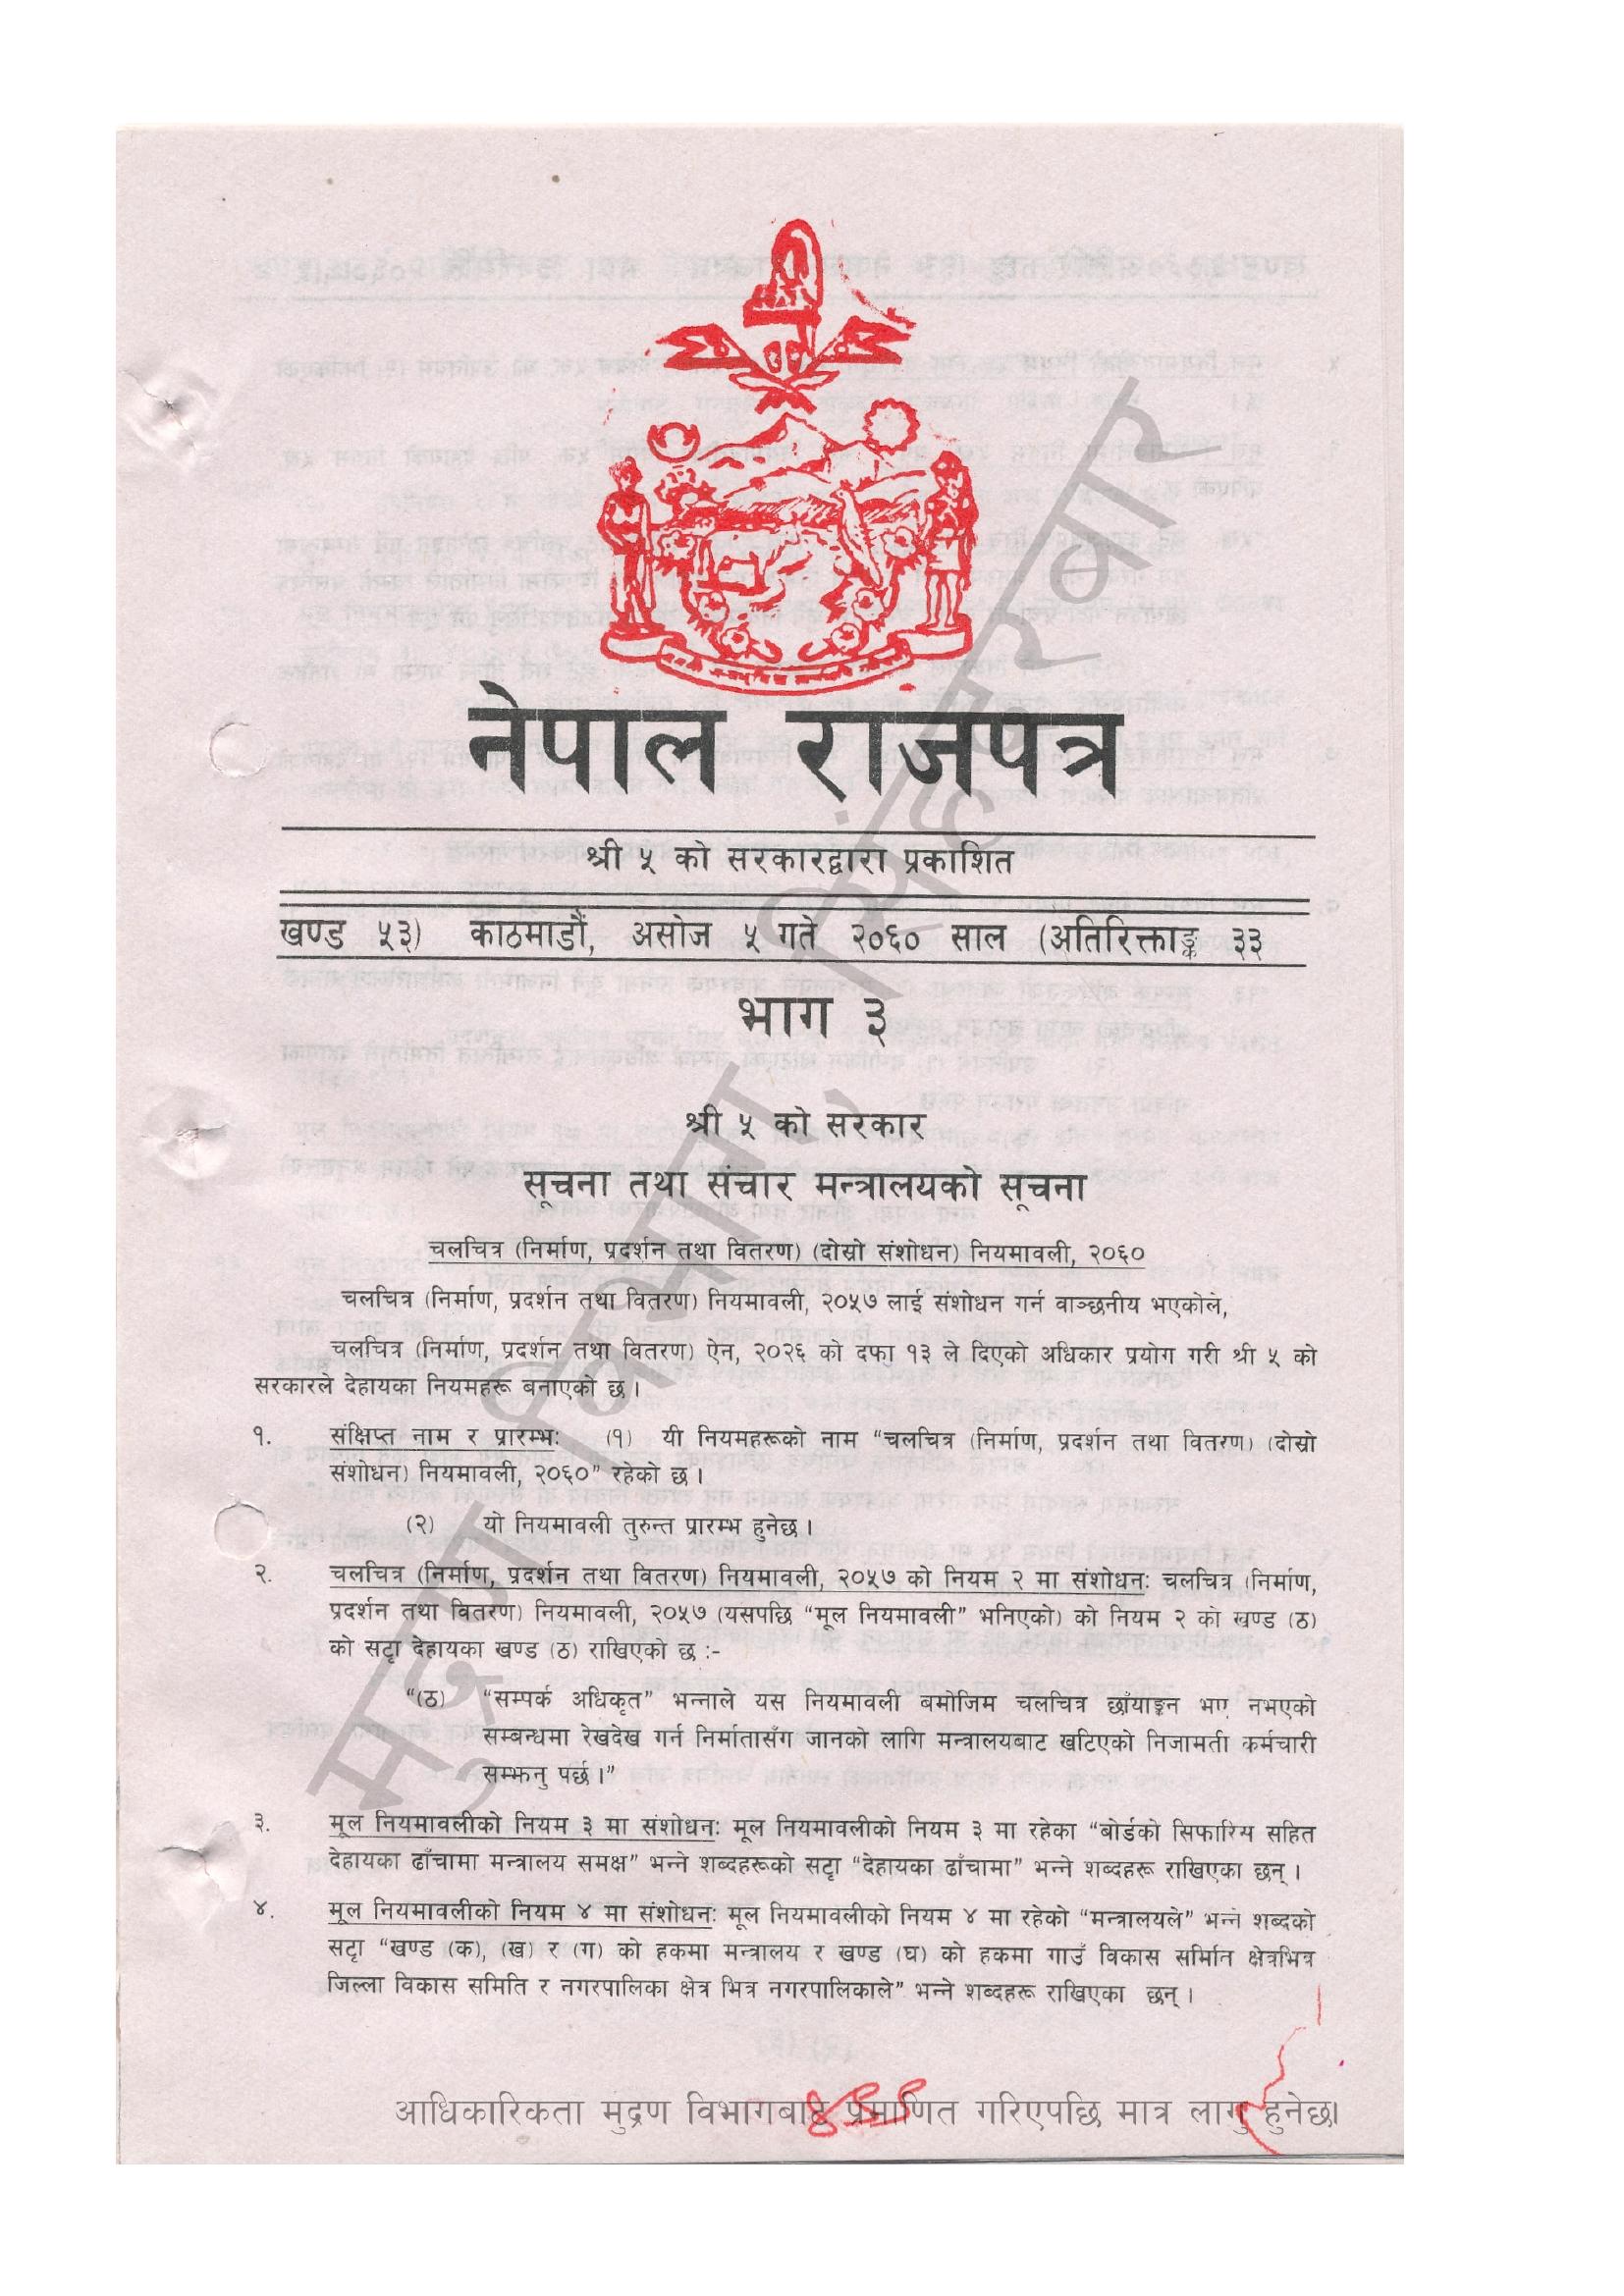 नेपाल राजपत्र
श्री ५ को सरकारद्वारा प्रकाशित
खण्ड ५३) काठमाडौं, असोज ५ गते २०६० साल (अतिरिक्ताङ्क ३३
भाग ३
श्री ५ को सरकार
सूचना तथा संचार मन्त्रालयको सूचना
चलचित्र (निर्माण, प्रदर्शन तथा वितरण) (दोस्रो संशोधन) नियमावली, २०६०
चलचित्र (निर्माण, प्रदर्शन तथा वितरण) नियमावली, २०५७ लाई संशोधन गर्न वाञ्छनीय भएकोले,
चलचित्र (निर्माण, प्रदर्शन तथा वितरण) ऐन, २०२६ को दफा १३ ले दिएको अधिकार प्रयोग गरी श्री ५ को
सरकारले देहायका नियमहरू बनाएको छ ।
१. संक्षिप्त नाम र प्रारम्भः (१) यी नियमहरूको नाम “चलचित्र (निर्माण, प्रदर्शन तथा वितरण) (दोस्रो
संशोधन) नियमावली, २०६०” रहेको छ ।
(२) यो नियमावली तुरुन्त प्रारम्भ हुनेछ ।
२. चलचित्र (निर्माण, प्रदर्शन तथा वितरण) नियमावली, २०५७ को नियम २ मा संशोधनः चलचित्र (निर्माण,
प्रदर्शन तथा वितरण) नियमावली, २०५७ (यसपछि “मूल नियमावली” भनिएको) को नियम २ को खण्ड (ठ)
को सट्टा देहायका खण्ड (ठ) राखिएको छ :-
“(ठ) “सम्पर्क अधिकृत” भन्नाले यस नियमावली बमोजिम चलचित्र छाँयाङ्कन भए नभएको
सम्बन्धमा रेखदेख गर्न निर्मातासँग जानको लागि मन्त्रालयबाट खटिएको निजामती कर्मचारी
सम्झनु पर्छ ।”
३. मूल नियमावलीको नियम ३ मा संशोधनः मूल नियमावलीको नियम ३ मा रहेका “बोर्डको सिफारिस सहित
देहायका ढाँचामा मन्त्रालय समक्ष” भन्ने शब्दहरूको सट्टा “देहायका ढाँचामा” भन्ने शब्दहरू राखिएका छन् ।
४. मूल नियमावलीको नियम ४ मा संशोधनः मूल नियमावलीको नियम ४ मा रहेको “मन्त्रालयले” भन्ने शब्दको
सट्टा “खण्ड (क), (ख) र (ग) को हकमा मन्त्रालय र खण्ड (घ) को हकमा गाउँ विकास समिति क्षेत्रभित्र
जिल्ला विकास समिति र नगरपालिका क्षेत्र भित्र नगरपालिकाले” भन्ने शब्दहरू राखिएका छन् ।
मुद्रण विभाग, सिंहदरबार
आधिकारिकता मुद्रण विभागबाट प्रमाणित गरिएपछि मात्र लागु हुनेछ।